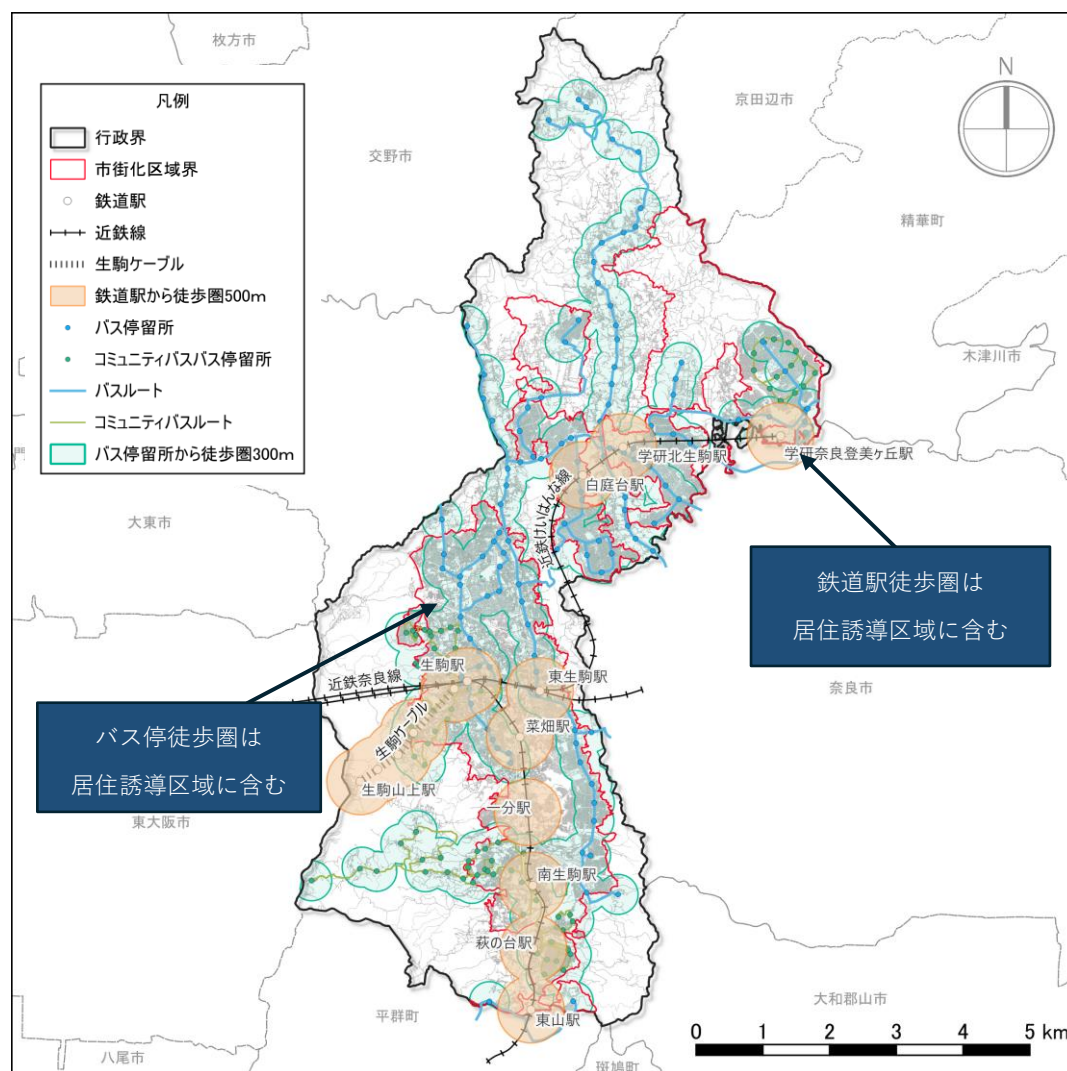 枚方市
京田辺市
交野市
精華町
木津川市
大東市
奈良市
東大阪市
大和郡山市
平群町
八尾市
斑鳩町
N
凡例
行政界
市街化区域界
鉄道駅
近鉄線
生駒ケーブル
鉄道駅から徒歩圏500m
バス停留所
コミュニティバスバス停留所
バスルート
コミュニティバスルート
バス停留所から徒歩圏300m
学研北生駒駅
学研奈良登美ヶ丘駅
白庭台駅
近鉄けいはんな線
鉄道駅徒歩圏は
居住誘導区域に含む
生駒駅
近鉄奈良線
東生駒駅
菜畑駅
生駒ケーブル
生駒山上駅
バス停徒歩圏は
居住誘導区域に含む
一分駅
南生駒駅
萩の台駅
東山駅
0 1 2 3 4 5 km